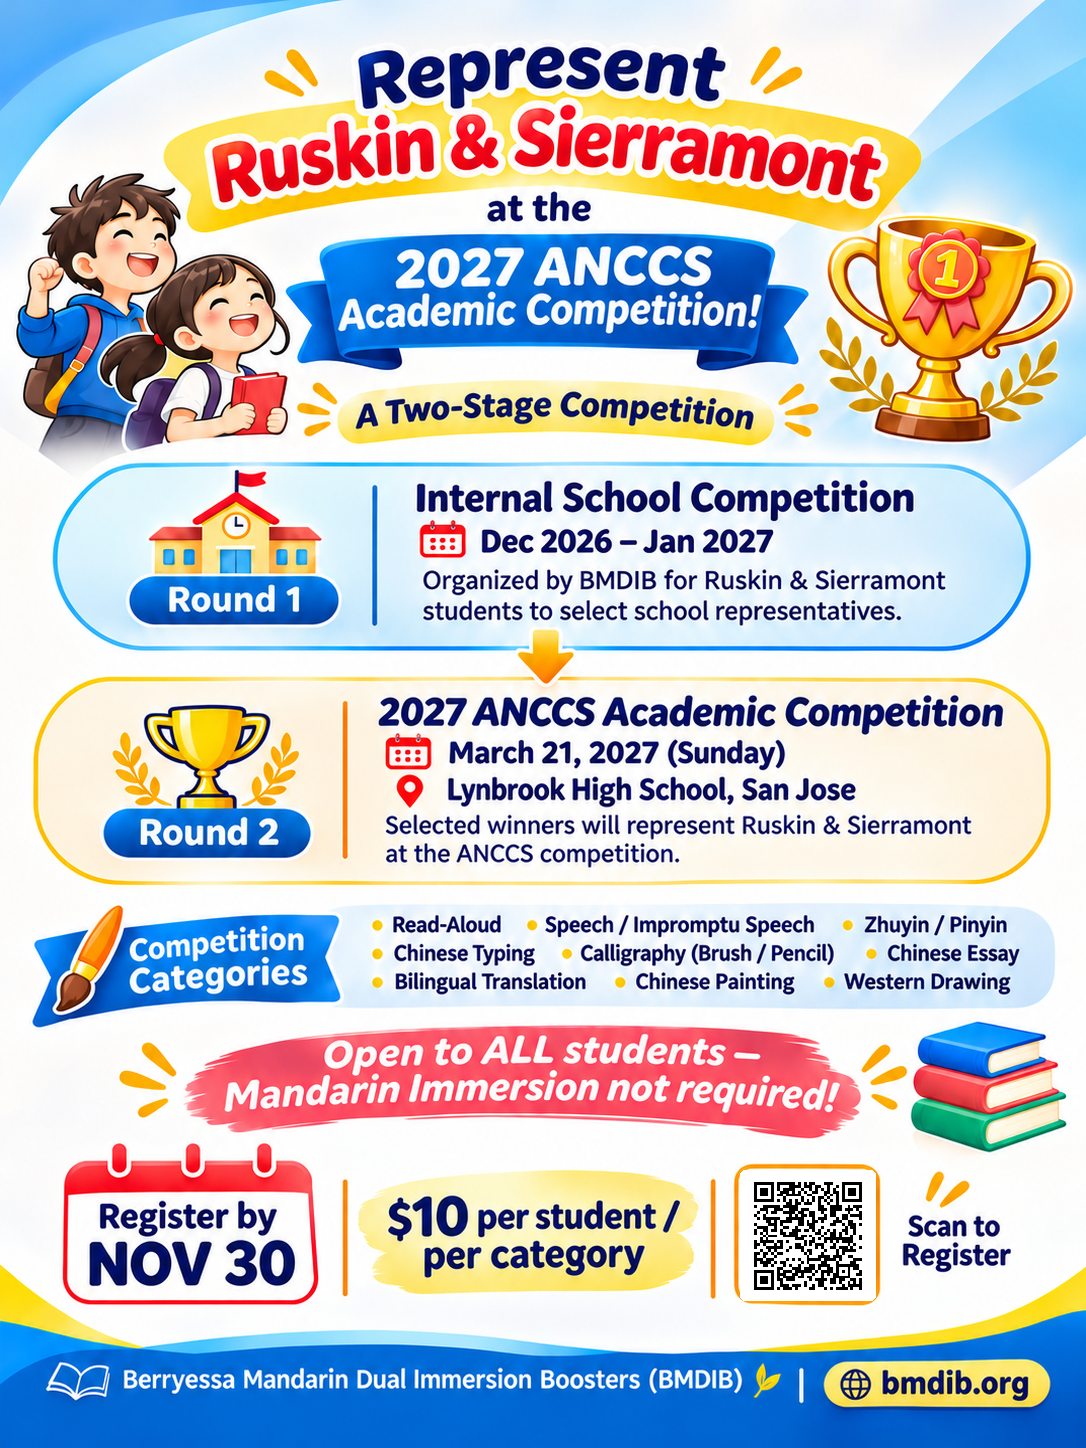 Represent
Ruskin & Sierramont
at the
2027 ANCCS
Academic Competition!
1
A Two-Stage Competition
Round 1
Internal School Competition
Dec 2026 – Jan 2027
Organized by BMDIB for Ruskin & Sierramont
students to select school representatives.
Round 2
2027 ANCCS Academic Competition
March 21, 2027 (Sunday)
Lynbrook High School, San Jose
Selected winners will represent Ruskin & Sierramont
at the ANCCS competition.
Competition
Categories
• Read-Aloud • Speech / Impromptu Speech • Zhuyin / Pinyin
• Chinese Typing • Calligraphy (Brush / Pencil) • Chinese Essay
• Bilingual Translation • Chinese Painting • Western Drawing
Open to ALL students –
Mandarin Immersion not required!
Register by
NOV 30
$10 per student /
per category
Scan to
Register
Berryessa Mandarin Dual Immersion Boosters (BMDIB)
bmdib.org